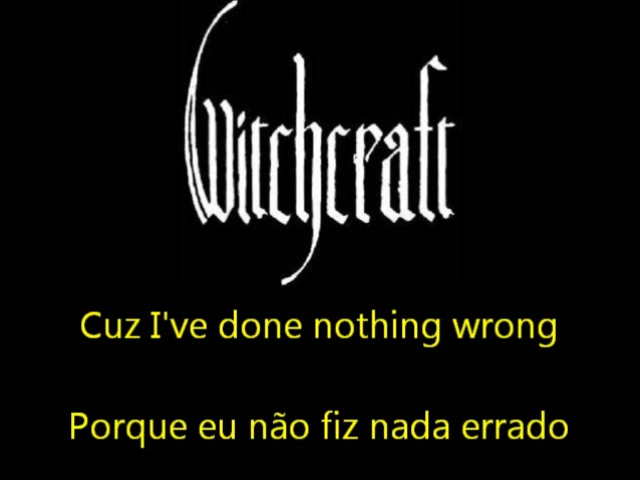 Witchcraft
Cuz I've done nothing wrong
Porque eu não fiz nada errado